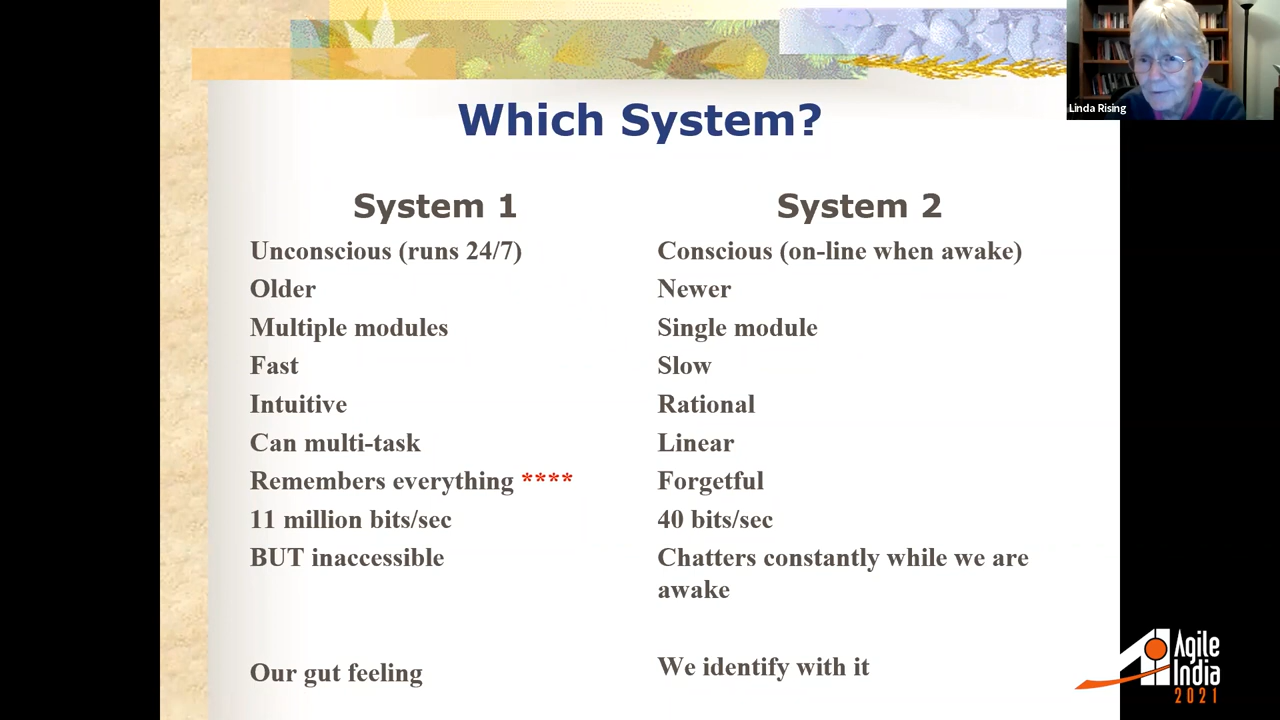 Which System?
Linda Rising
System 1
Unconscious (runs 24/7)
Older
Multiple modules
Fast
Intuitive
Can multi-task
Remembers everything ****
11 million bits/sec
BUT inaccessible
Our gut feeling
System 2
Conscious (on-line when awake)
Newer
Single module
Slow
Rational
Linear
Forgetful
40 bits/sec
Chatters constantly while we are
awake
We identify with it
Agile
India
2021